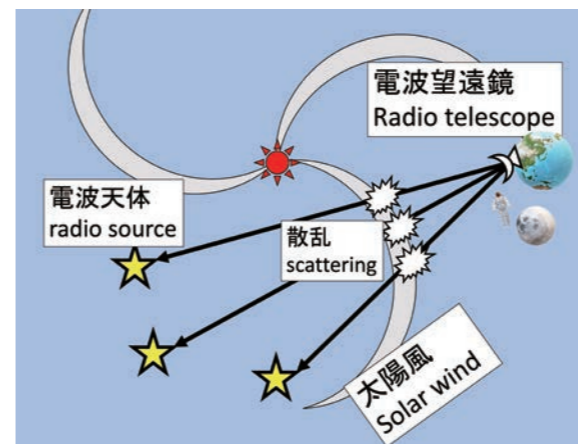 電波望遠鏡
Radio telescope
電波天体
radio source
散乱
scattering
太陽風
Solar wind